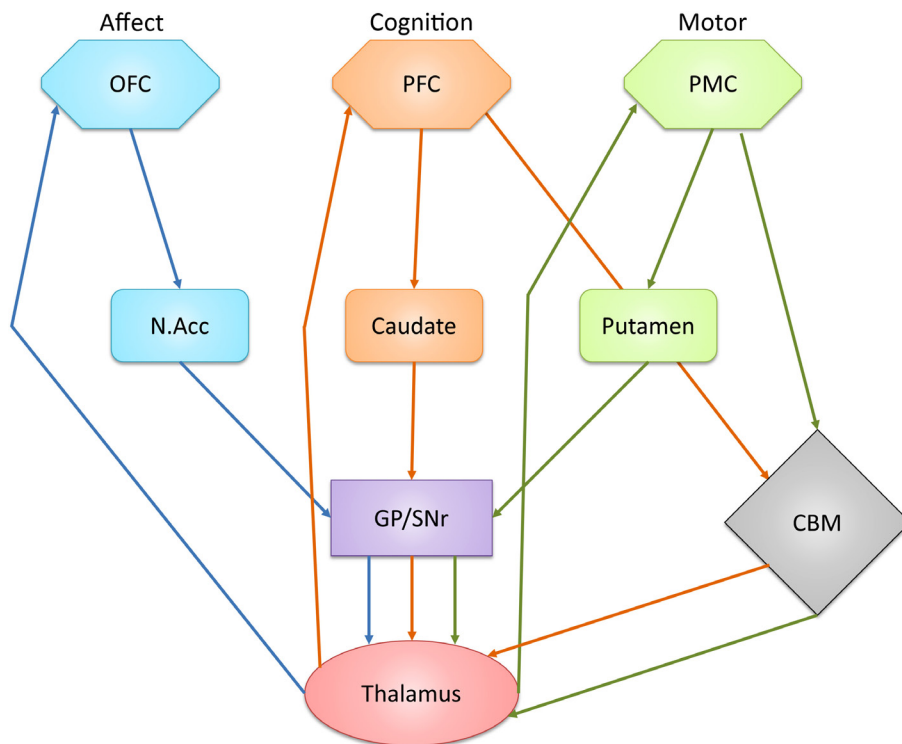 Affect
Cognition
Motor
OFC
PFC
PMC
N.Acc
Caudate
Putamen
GP/SNr
CBM
Thalamus